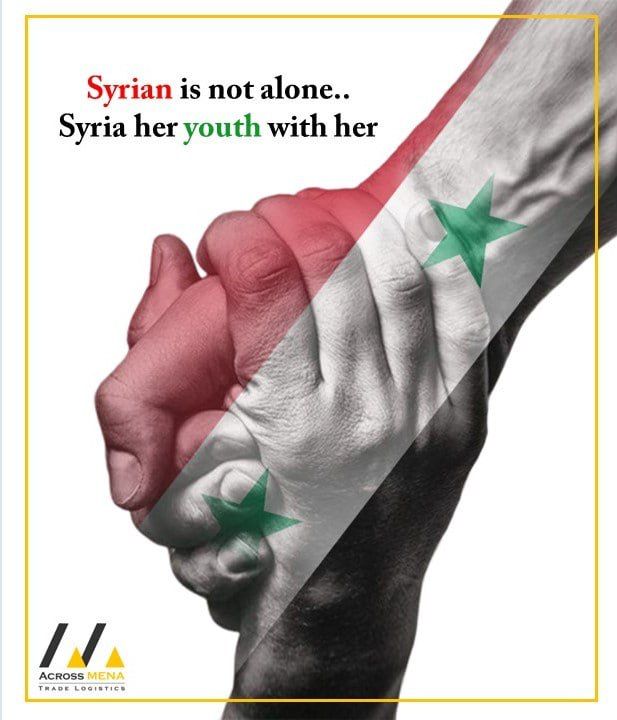 Syrian is not alone..
Syria her youth with her
ACROSS MENA
TRADE LOGISTICS